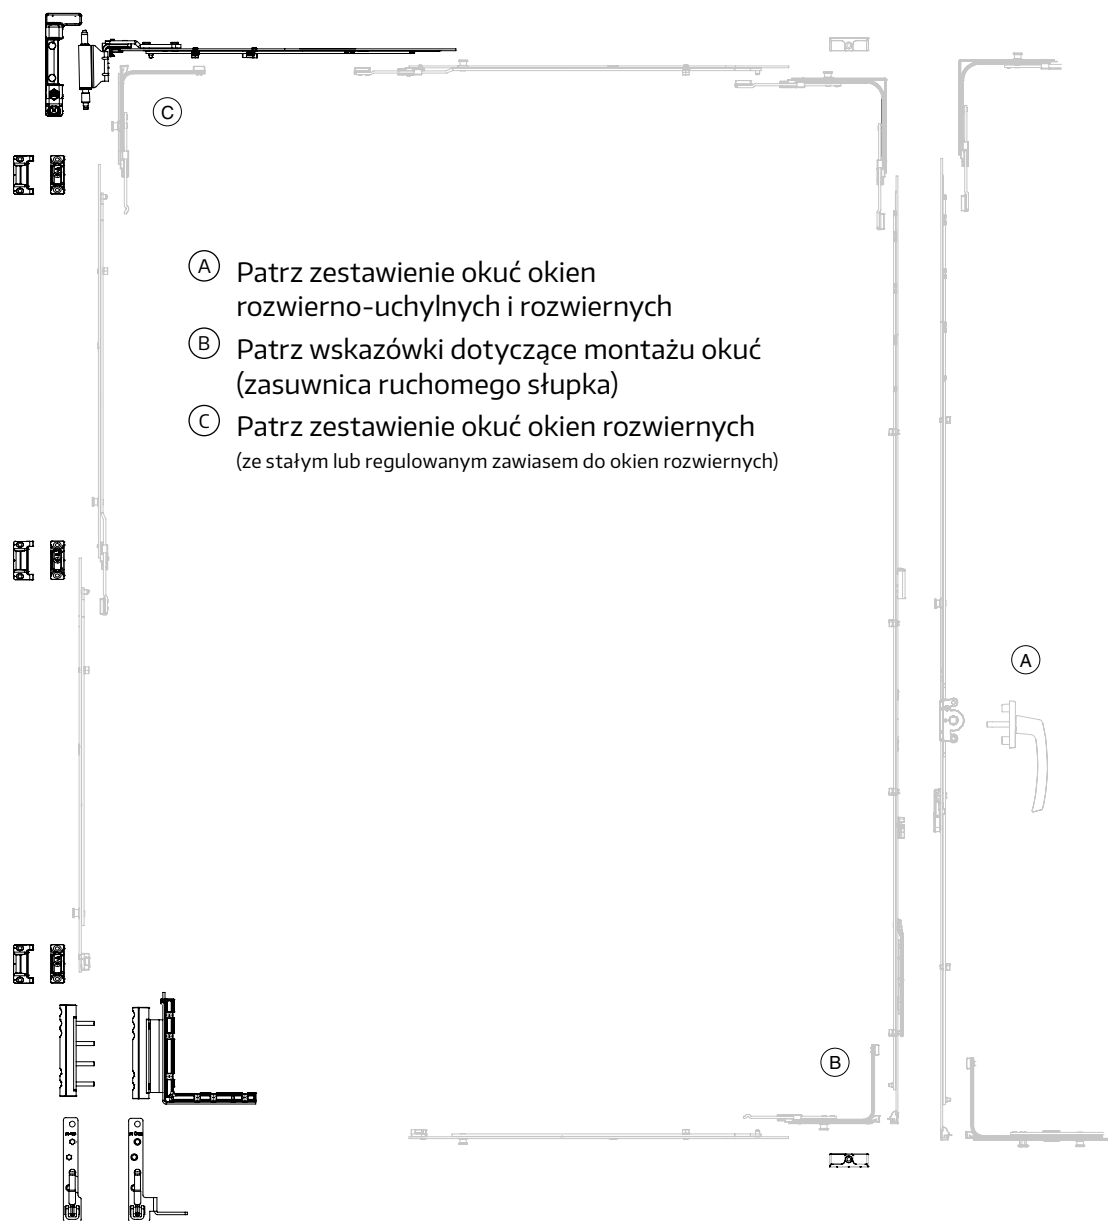 C
A Patrz zestawienie okuć okien
rozwierno-uchylnych i rozwiernych
B Patrz wskazówki dotyczące montażu okuć
(zasuwnica ruchomego słupka)
C Patrz zestawienie okuć okien rozwiernych
(ze stałym lub regulowanym zawiasem do okien rozwiernych)
A
B